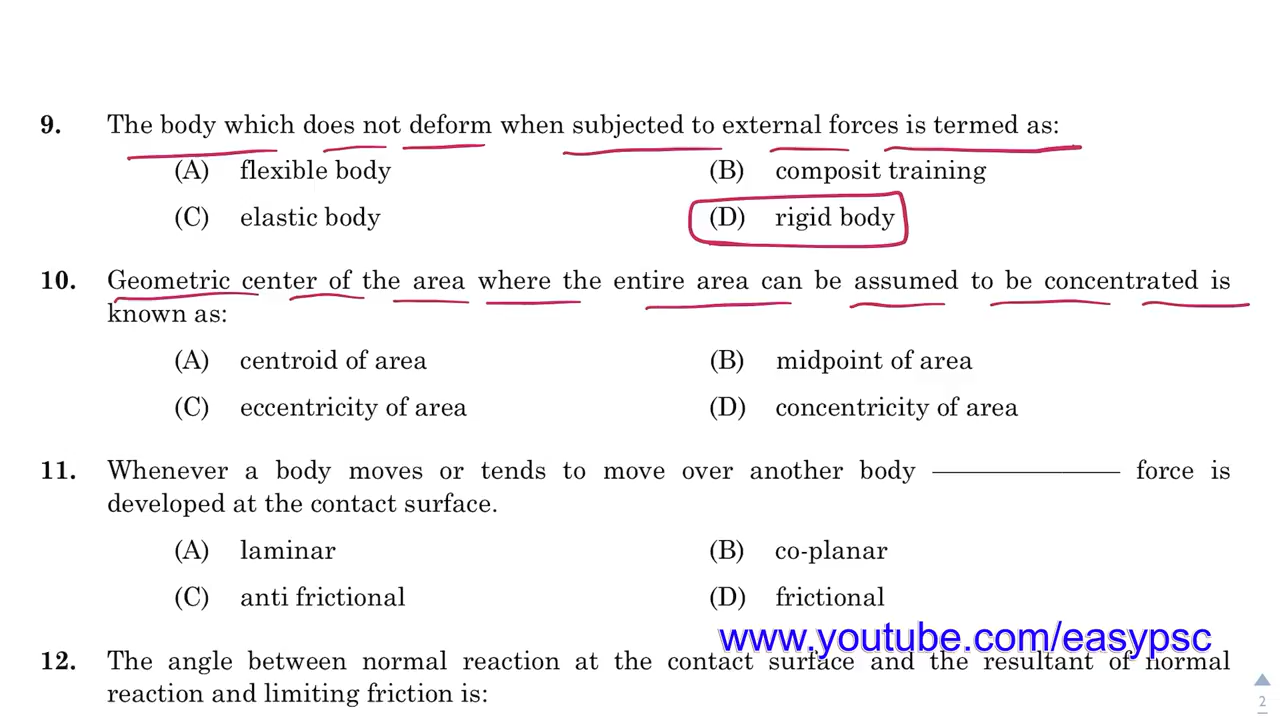 9. The body which does not deform when subjected to external forces is termed as:
(A) flexible body (B) composit training
(C) elastic body (D) rigid body
10. Geometric center of the area where the entire area can be assumed to be concentrated is
known as:
(A) centroid of area (B) midpoint of area
(C) eccentricity of area (D) concentricity of area
11. Whenever a body moves or tends to move over another body ——————— force is
developed at the contact surface.
(A) laminar (B) co-planar
(C) anti frictional (D) frictional
www.youtube.com/easypsc
12. The angle between normal reaction at the contact surface and the resultant of normal
reaction and limiting friction is:
2